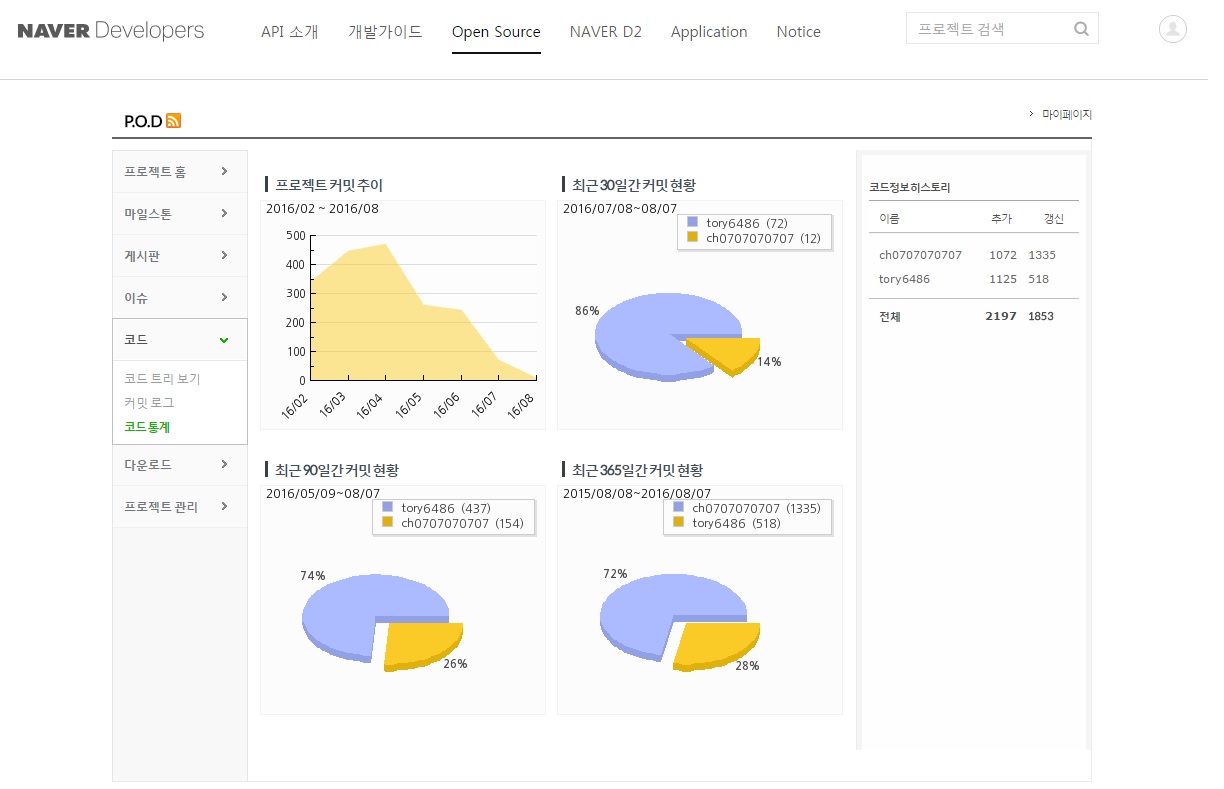 NAVER Developers
API 소개 개발가이드 Open Source NAVER D2 Application Notice
프로젝트 검색
P.O.D
마이페이지
프로젝트 홈
마일스톤
게시판
이슈
코드
코드 트리 보기
커밋 로그
코드통계
다운로드
프로젝트 관리
프로젝트 커밋 추이
2016/02 ~ 2016/08
500
400
300
200
100
0
16/02 16/03 16/04 16/05 16/06 16/07 16/08
최근 30일간 커밋 현황
2016/07/08~08/07
tory6486 (72)
ch0707070707 (12)
86%
14%
최근 90일간 커밋 현황
2016/05/09~08/07
tory6486 (437)
ch0707070707 (154)
74%
26%
최근 365일간 커밋 현황
2015/08/08~2016/08/07
ch0707070707 (1335)
tory6486 (518)
72%
28%
코드정보히스토리
이름 추가 갱신
ch0707070707 1072 1335
tory6486 1125 518
전체 2197 1853